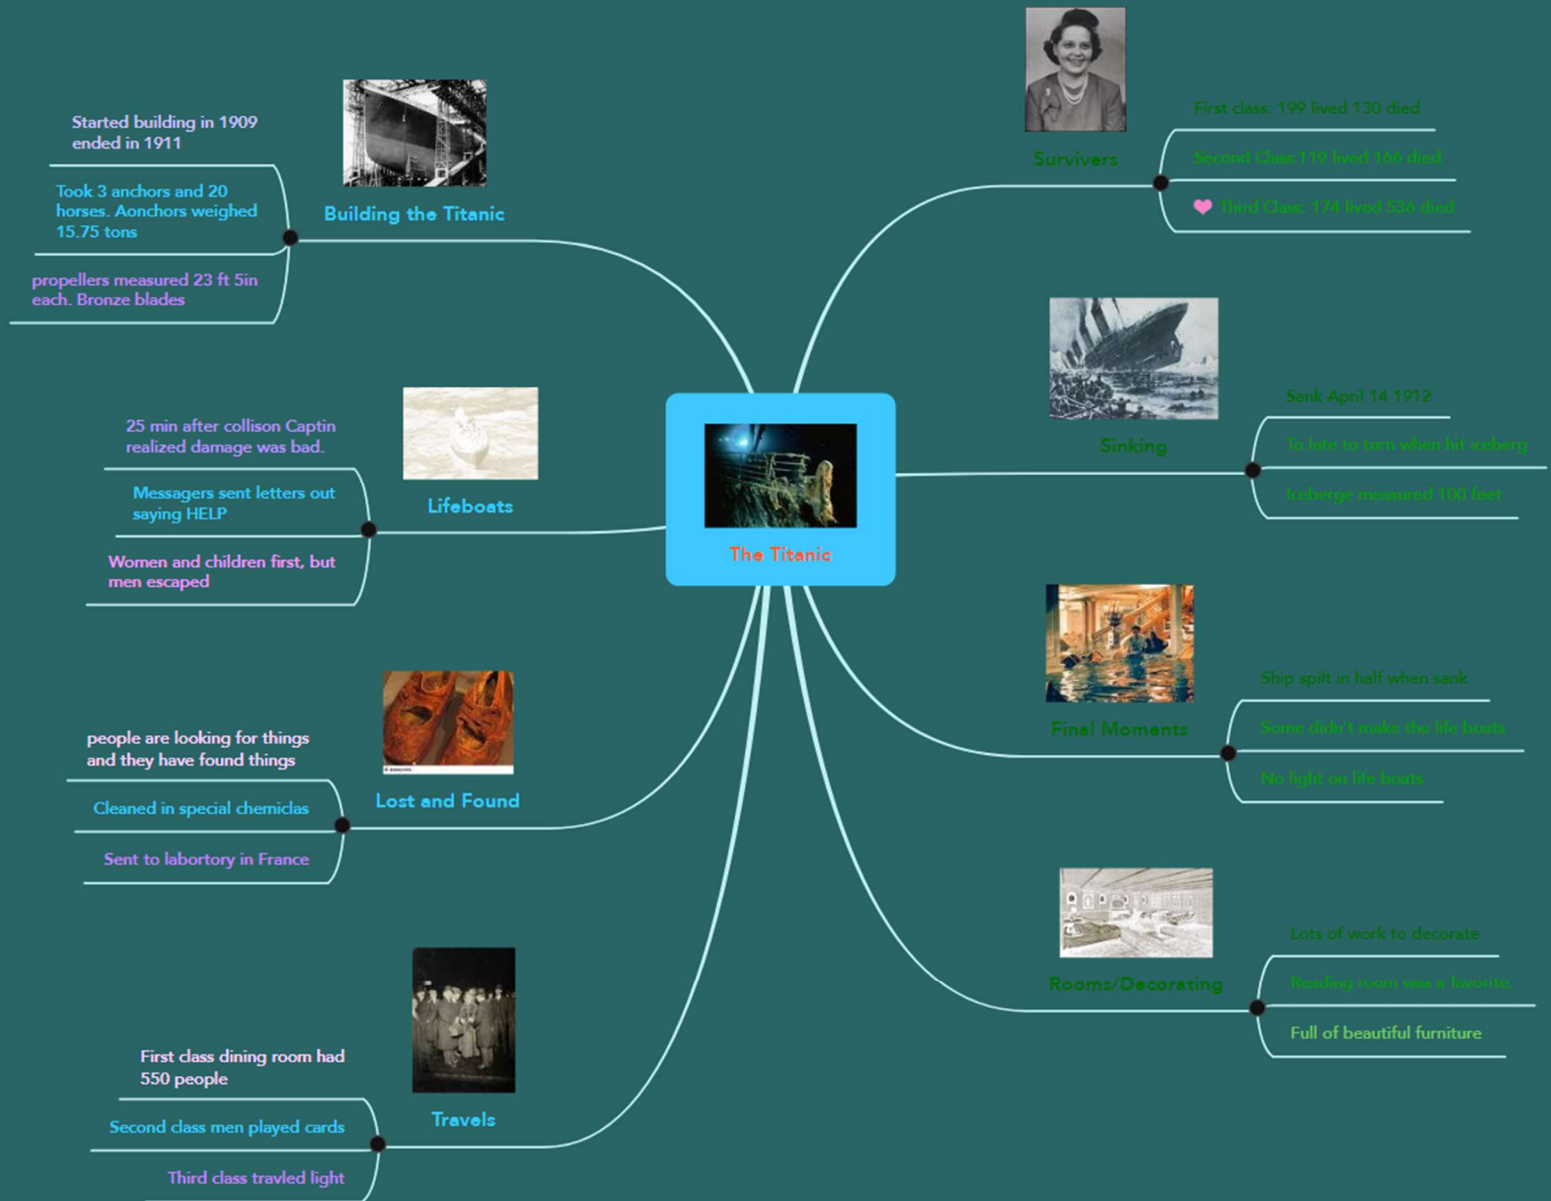 The Titanic
Building the Titanic
Started building in 1909
ended in 1911
Took 3 anchors and 20
horses. Aonchors weighed
15.75 tons
propellers measured 23 ft 5in
each. Bronze blades
Lifeboats
25 min after collison Captin
realized damage was bad.
Messagers sent letters out
saying HELP
Women and children first, but
men escaped
Lost and Found
people are looking for things
and they have found things
Cleaned in special chemiclas
Sent to labortory in France
Travels
First class dining room had
550 people
Second class men played cards
Third class travled light
Survivers
First class: 199 lived 130 died
Second Class:119 lived 166 died
Third Class: 174 lived 536 died
Sinking
Sank April 14 1912
To late to turn when hit iceberg
Iceberge measured 100 feet
Final Moments
Ship spilt in half when sank
Some didn't make the life boats
No light on life boats
Rooms/Decorating
Lots of work to decorate
Reading room was a favorite.
Full of beautiful furniture